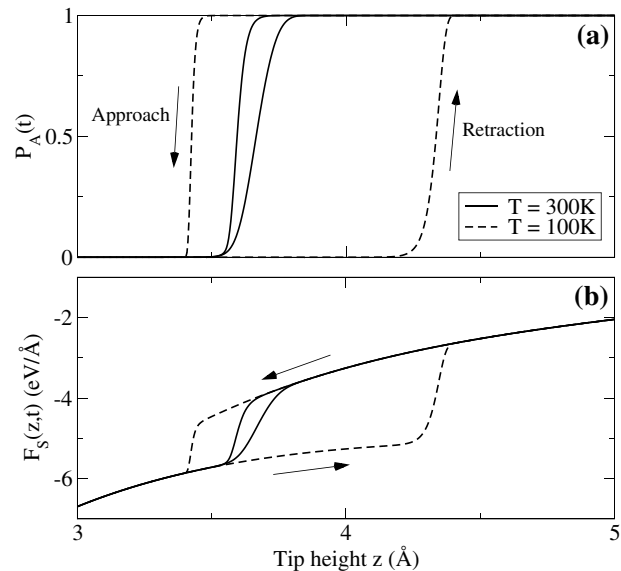 1
(a)
Approach
P_A(t)
0.5
Retraction
T = 300K
T = 100K
0
(b)
-2
F_S(z,t) (eV/Å)
-4
-6
3
4
5
Tip height z (Å)